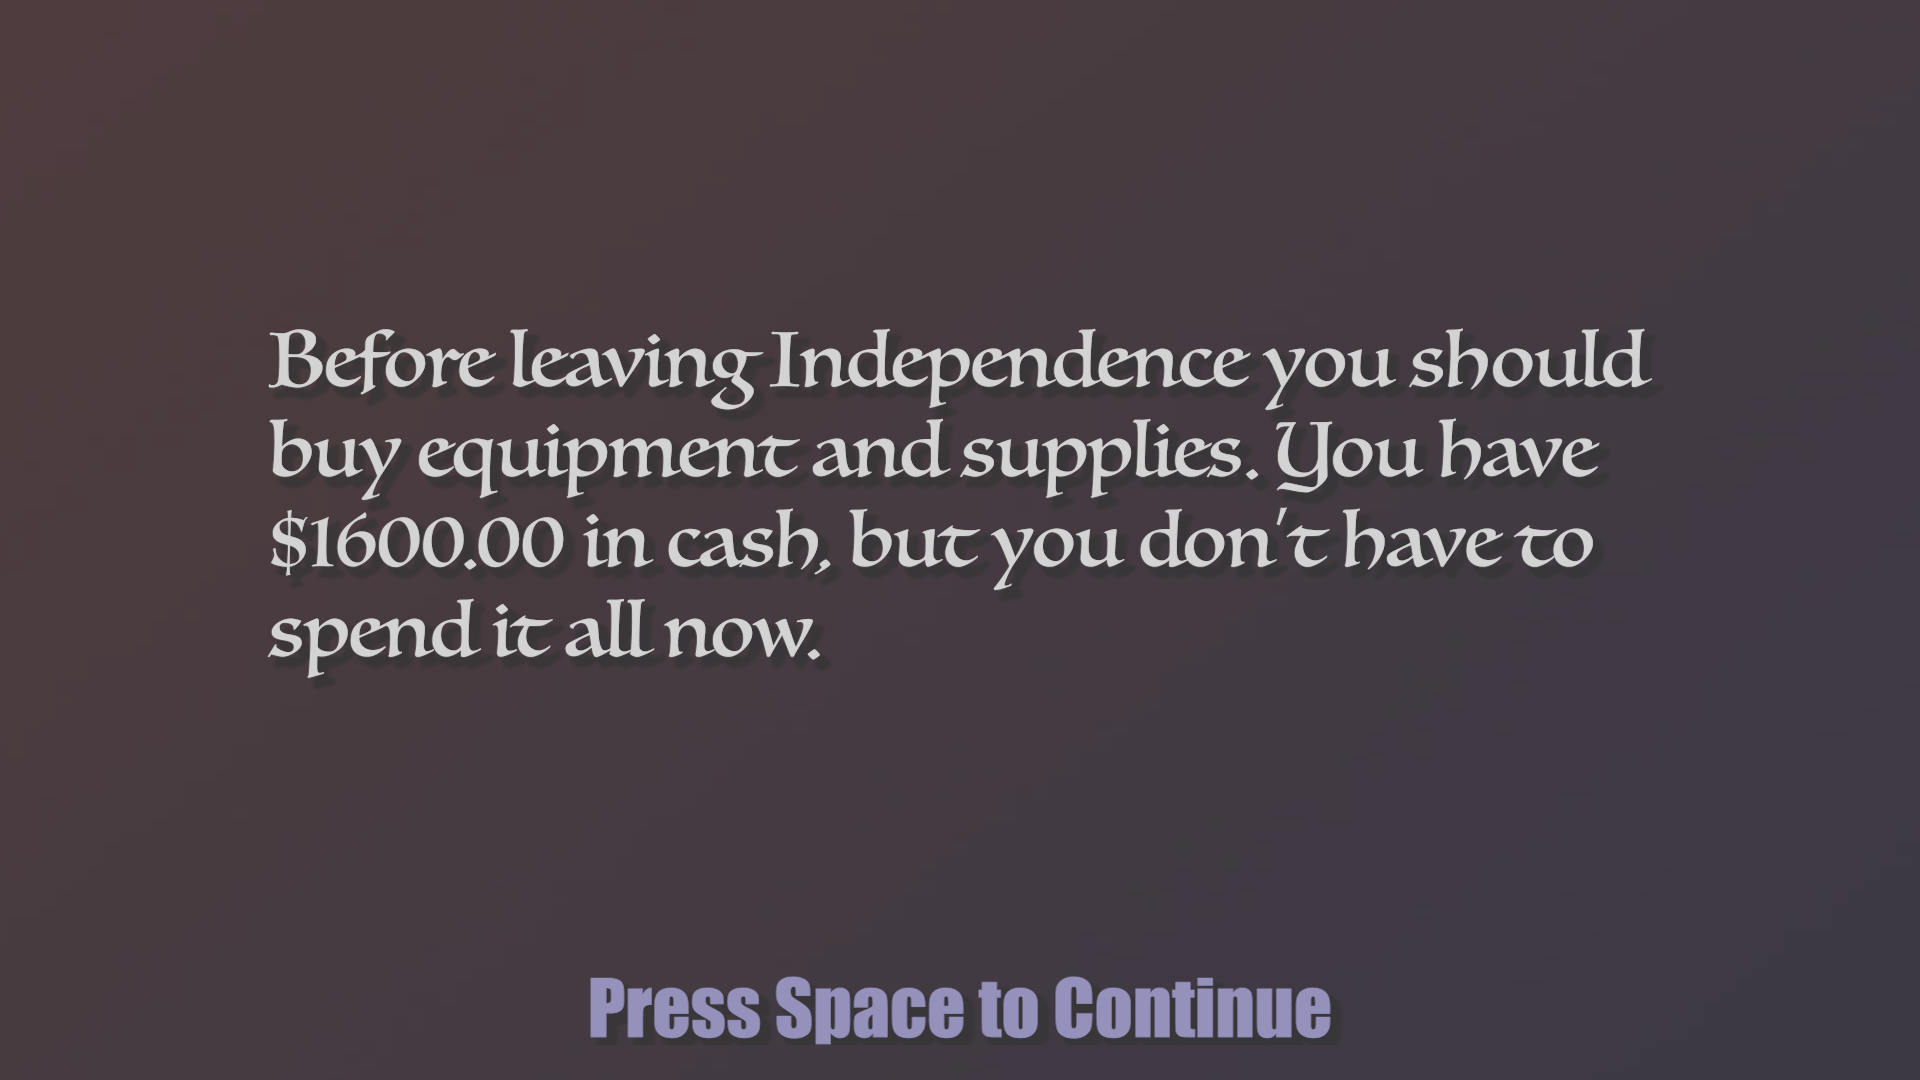 Before leaving Independence you should
buy equipment and supplies. You have
$1600.00 in cash, but you don't have to
spend it all now.
Press Space to Continue